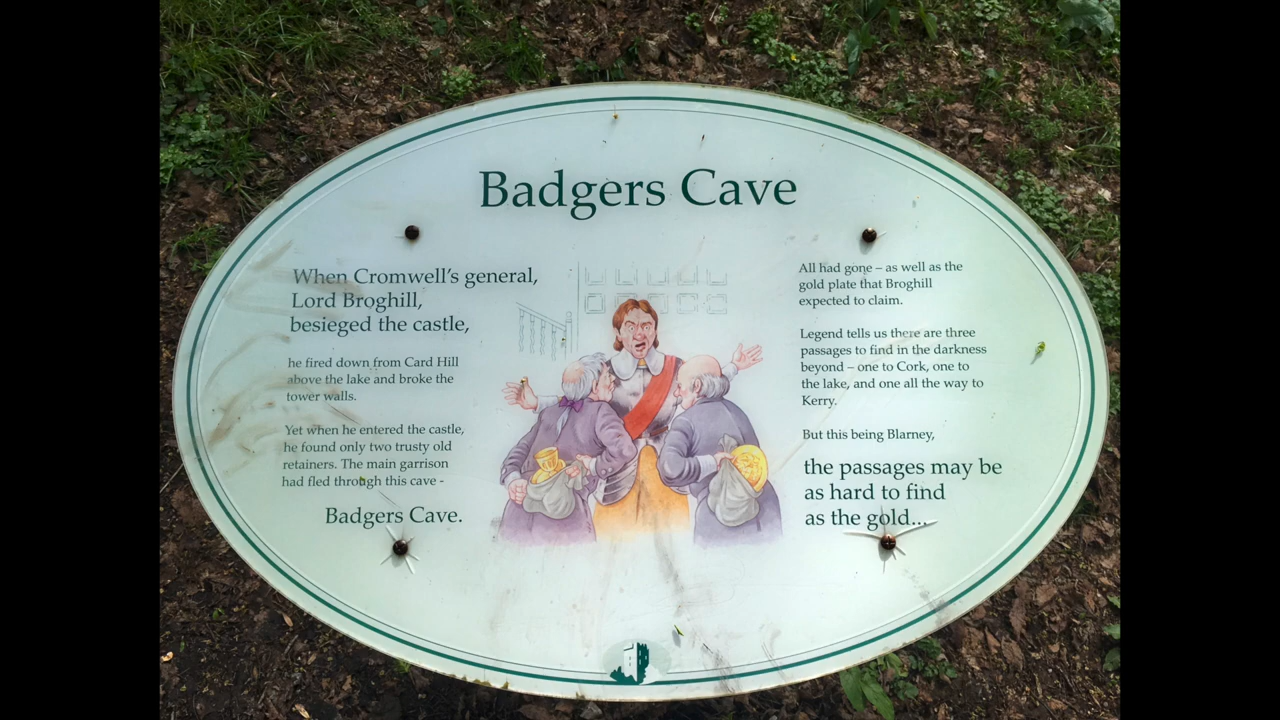 Badgers Cave
When Cromwell's general,
Lord Broghill,
besieged the castle,
he fired down from Card Hill
above the lake and broke the
tower walls.
Yet when he entered the castle,
he found only two trusty old
retainers. The main garrison
had fled through this cave -
Badgers Cave.
All had gone – as well as the
gold plate that Broghill
expected to claim.
Legend tells us there are three
passages to find in the darkness
beyond – one to Cork, one to
the lake, and one all the way to
Kerry.
But this being Blarney,
the passages may be
as hard to find
as the gold...